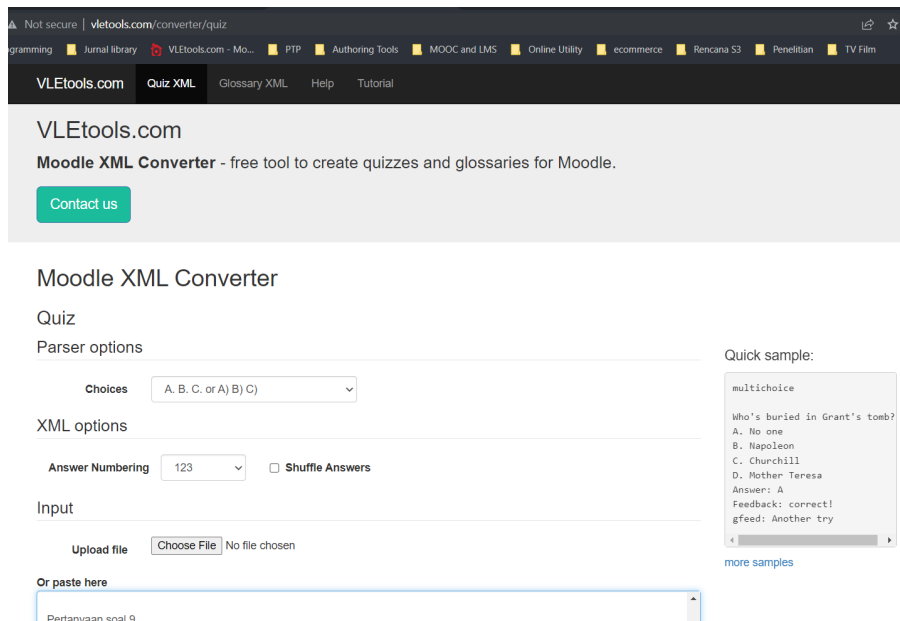 Not secure | vletools.com/converter/quiz
ogramming Jurnal library VLEtools.com - Mo... PTP Authoring Tools MOOC and LMS Online Utility ecommerce Rencana S3 Penelitian TV Film
VLEtools.com Quiz XML Glossary XML Help Tutorial
VLEtools.com
Moodle XML Converter - free tool to create quizzes and glossaries for Moodle.
Contact us
Moodle XML Converter
Quiz
Parser options
Choices A. B. C. or A) B) C)
XML options
Answer Numbering 123 Shuffle Answers
Input
Upload file Choose File No file chosen
Or paste here
Pertanyaan soal 9
Quick sample:
multichoice
Who's buried in Grant's tomb?
A. No one
B. Napoleon
C. Churchill
D. Mother Teresa
Answer: A
Feedback: correct!
gfeed: Another try
more samples